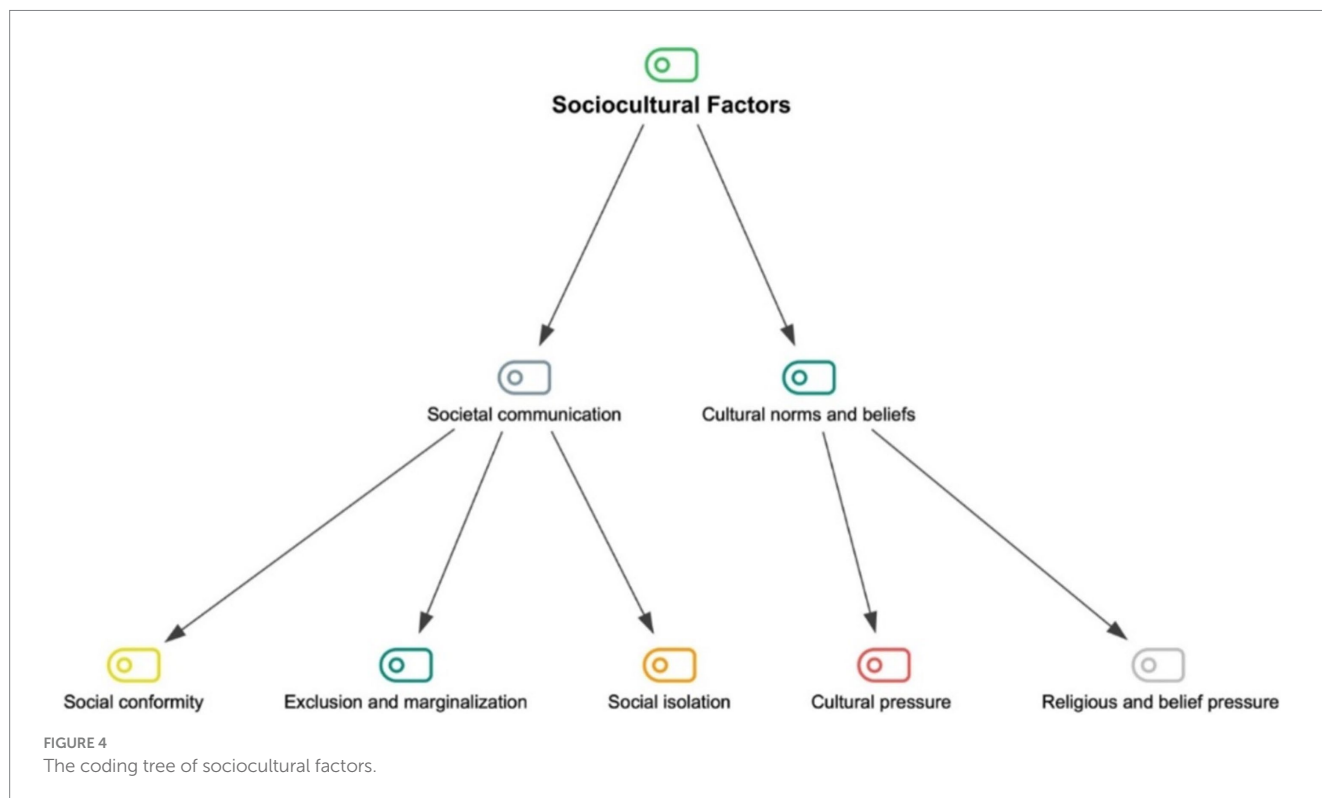 Sociocultural Factors
Societal communication
Cultural norms and beliefs
Social conformity
Exclusion and marginalization
Social isolation
Cultural pressure
Religious and belief pressure
FIGURE 4
The coding tree of sociocultural factors.